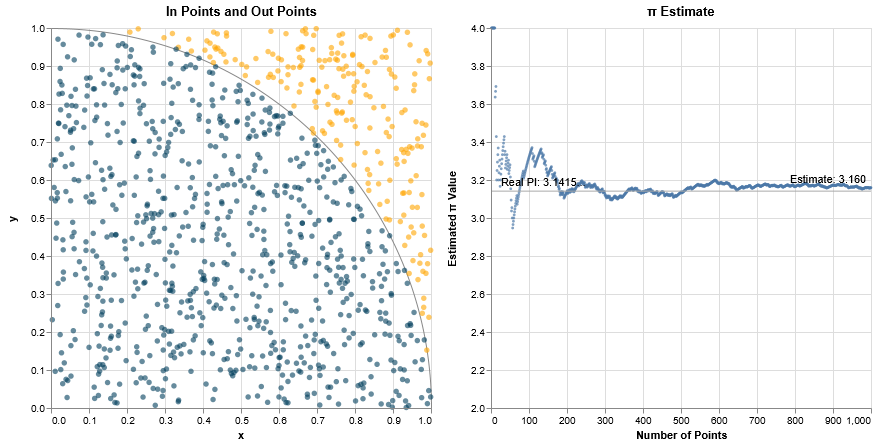 In Points and Out Points
1.0
0.9
0.8
0.7
0.6
0.5
0.4
0.3
0.2
0.1
0.0
y
0.0 0.1 0.2 0.3 0.4 0.5 0.6 0.7 0.8 0.9 1.0
x
π Estimate
4.0
3.8
3.6
3.4
3.2
3.0
2.8
2.6
2.4
2.2
2.0
Estimated π Value
Real PI: 3.1415
Estimate: 3.160
0 100 200 300 400 500 600 700 800 900 1,000
Number of Points